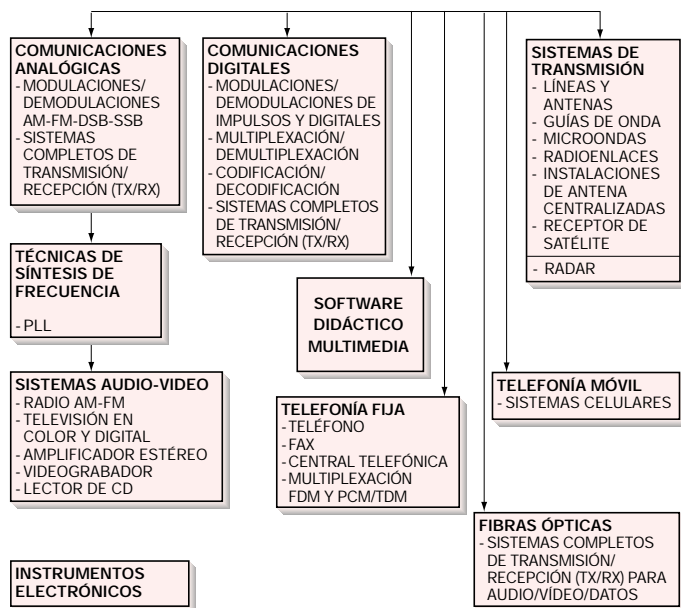 COMUNICACIONES
ANALÓGICAS
- MODULACIONES/
DEMODULACIONES
AM-FM-DSB-SSB
- SISTEMAS
COMPLETOS DE
TRANSMISIÓN/
RECEPCIÓN (TX/RX)
COMUNICACIONES
DIGITALES
- MODULACIONES/
DEMODULACIONES DE
IMPULSOS Y DIGITALES
- MULTIPLEXACIÓN/
DEMULTIPLEXACIÓN
- CODIFICACIÓN/
DECODIFICACIÓN
- SISTEMAS COMPLETOS
DE TRANSMISIÓN/
RECEPCIÓN (TX/RX)
SISTEMAS DE
TRANSMISIÓN
- LÍNEAS Y
ANTENAS
- GUÍAS DE ONDA
- MICROONDAS
- RADIOENLACES
- INSTALACIONES
DE ANTENA
CENTRALIZADAS
- RECEPTOR DE
SATÉLITE
- RADAR
TÉCNICAS DE
SÍNTESIS DE
FRECUENCIA
- PLL
SOFTWARE
DIDÁCTICO
MULTIMEDIA
SISTEMAS AUDIO-VIDEO
- RADIO AM-FM
- TELEVISIÓN EN
COLOR Y DIGITAL
- AMPLIFICADOR ESTÉREO
- VIDEOGRABADOR
- LECTOR DE CD
TELEFONÍA FIJA
- TELÉFONO
- FAX
- CENTRAL TELEFÓNICA
- MULTIPLEXACIÓN
FDM Y PCM/TDM
TELEFONÍA MÓVIL
- SISTEMAS CELULARES
FIBRAS ÓPTICAS
- SISTEMAS COMPLETOS
DE TRANSMISIÓN/
RECEPCIÓN (TX/RX) PARA
AUDIO/VÍDEO/DATOS
INSTRUMENTOS
ELECTRÓNICOS